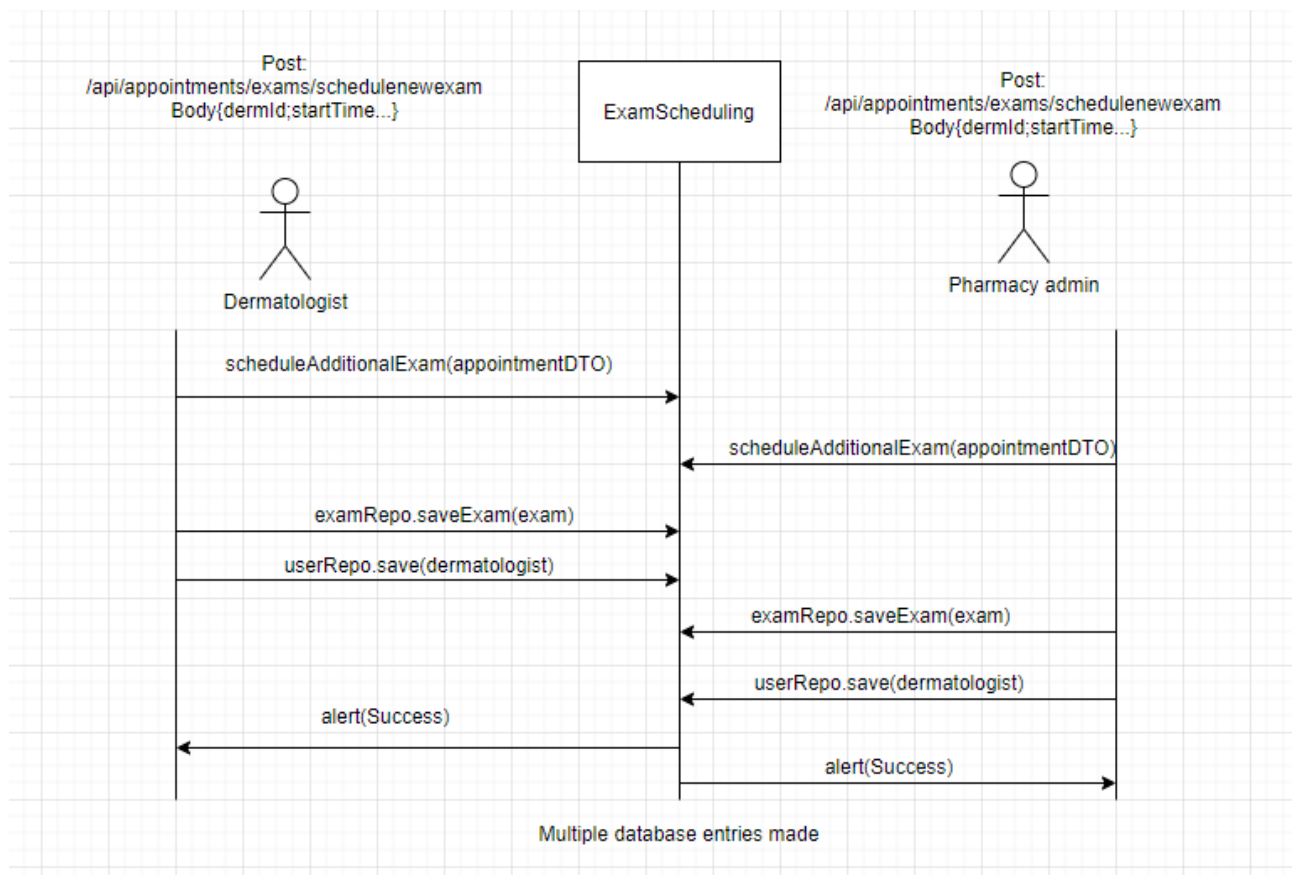 Post:
/api/appointments/exams/schedulenewexam
Body{dermId;startTime...}
ExamScheduling
Post:
/api/appointments/exams/schedulenewexam
Body{dermId;startTime...}
Dermatologist
Pharmacy admin
scheduleAdditionalExam(appointmentDTO)
scheduleAdditionalExam(appointmentDTO)
examRepo.saveExam(exam)
userRepo.save(dermatologist)
examRepo.saveExam(exam)
userRepo.save(dermatologist)
alert(Success)
alert(Success)
Multiple database entries made